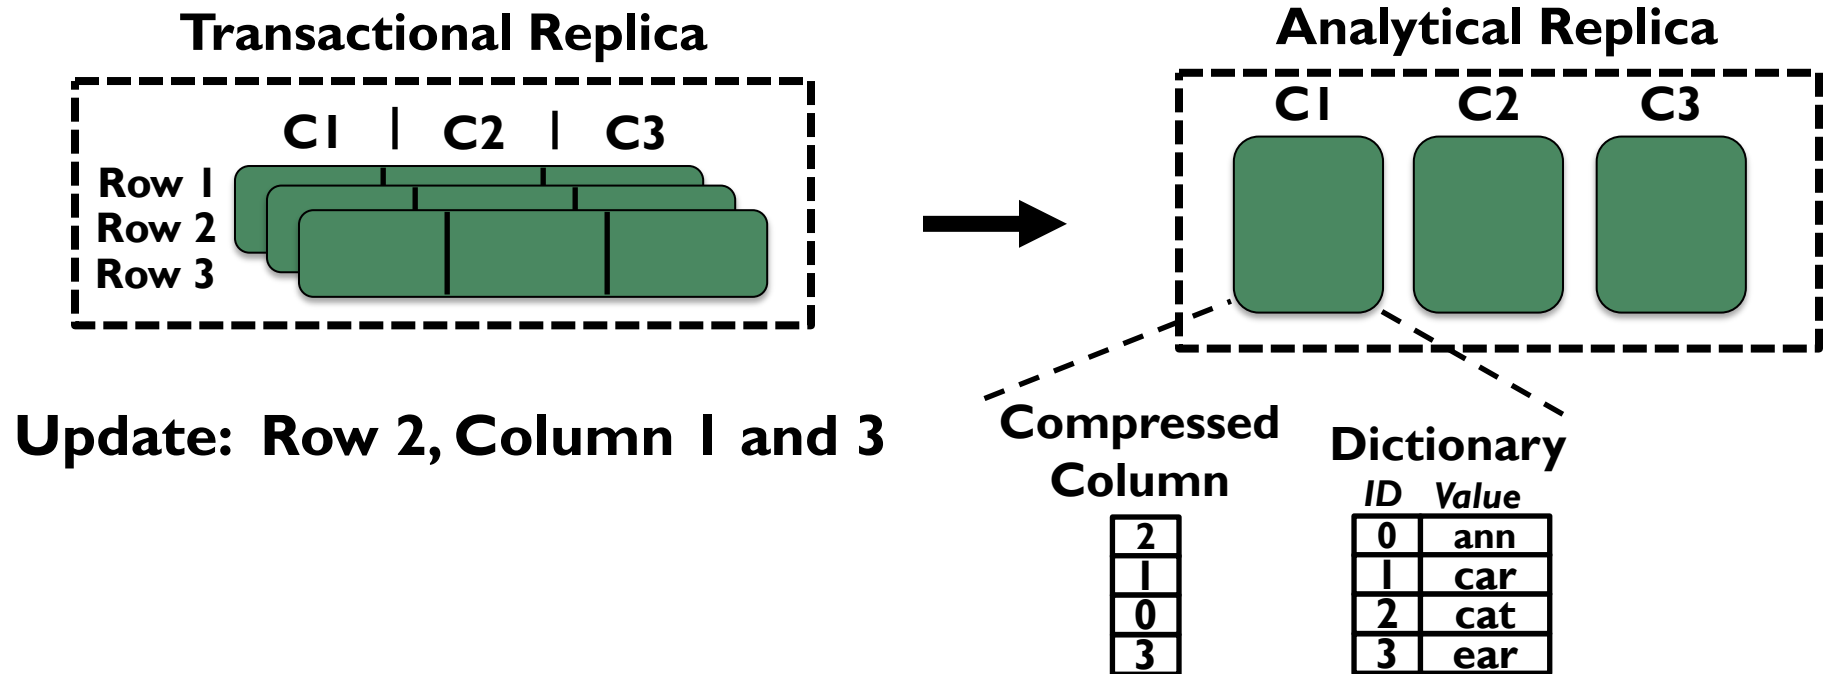 Transactional Replica
C1 | C2 | C3
Row 1
Row 2
Row 3
Update: Row 2, Column 1 and 3
Analytical Replica
C1 C2 C3
Compressed
Column
2
1
0
3
Dictionary
ID Value
0 ann
1 car
2 cat
3 ear